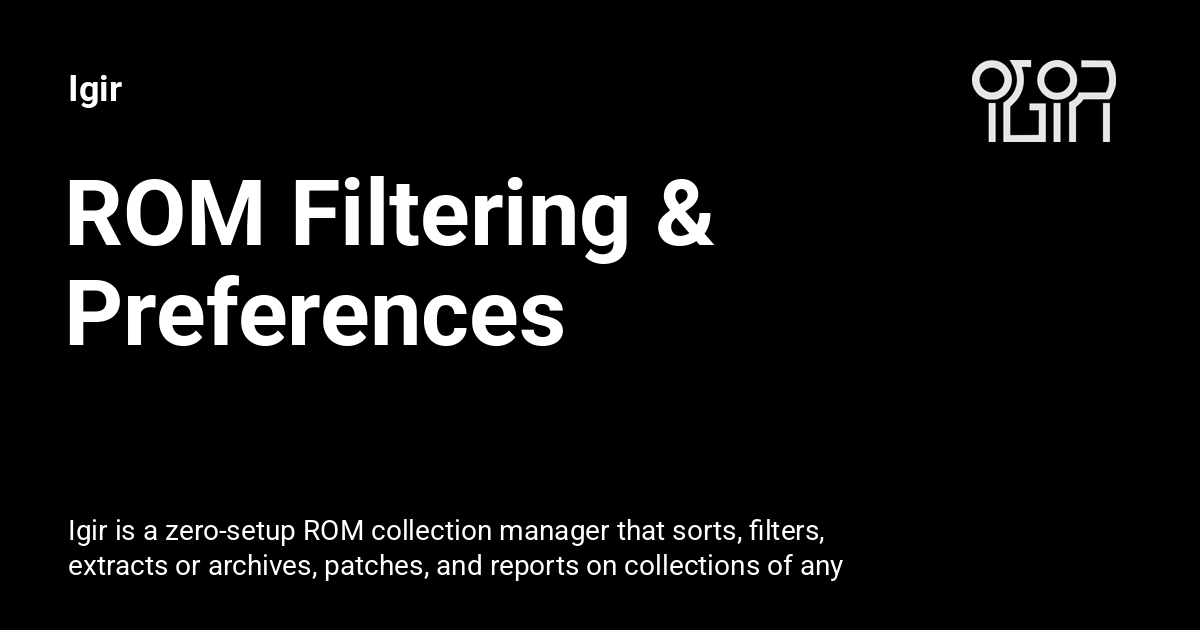 Igir
IGIR
ROM Filtering &
Preferences
Igir is a zero-setup ROM collection manager that sorts, filters,
extracts or archives, patches, and reports on collections of any